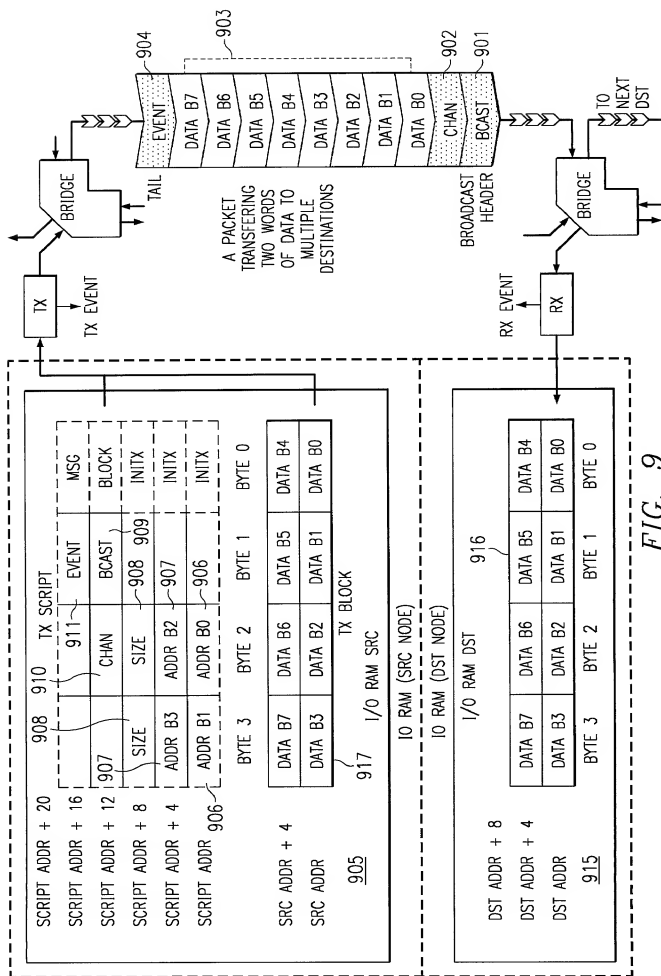 TX SCRIPT
SCRIPT ADDR + 20
SCRIPT ADDR + 16 EVENT MSG
SCRIPT ADDR + 12 CHAN BCAST BLOCK
SCRIPT ADDR + 8 SIZE SIZE INITX
SCRIPT ADDR + 4 ADDR B3 ADDR B2 INITX
SCRIPT ADDR ADDR B1 ADDR B0 INITX
BYTE 3 BYTE 2 BYTE 1 BYTE 0
910
911
908
907
906
909
908
907
906
SRC ADDR + 4 DATA B7 DATA B6 DATA B5 DATA B4
SRC ADDR DATA B3 DATA B2 DATA B1 DATA B0
917
TX BLOCK
905
I/O RAM SRC
IO RAM (SRC NODE)
IO RAM (DST NODE)
I/O RAM DST
916
DST ADDR + 8
DST ADDR + 4 DATA B7 DATA B6 DATA B5 DATA B4
DST ADDR DATA B3 DATA B2 DATA B1 DATA B0
BYTE 3 BYTE 2 BYTE 1 BYTE 0
915
TX
TX EVENT
BRIDGE
TAIL
A PACKET
TRANSFERING
TWO WORDS
OF DATA TO
MULTIPLE
DESTINATIONS
BROADCAST
HEADER
EVENT
DATA B7
DATA B6
DATA B5
DATA B4
DATA B3
DATA B2
DATA B1
DATA B0
CHAN
BCAST
904
903
902
901
RX EVENT
RX
BRIDGE
TO
NEXT
DST
FIG. 9